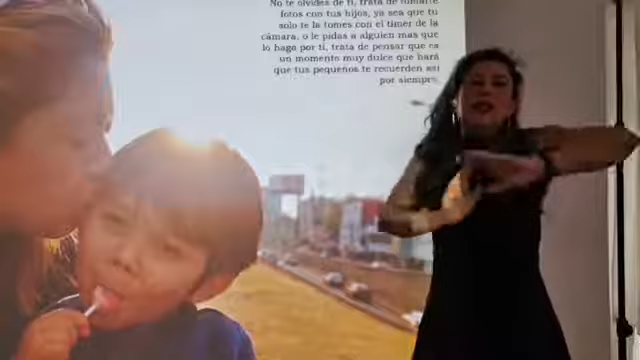 No te olvides de ti, trata de tomarte
fotos con tus hijos, ya sea que tu
solo te la tomes con el timer de la
cámara, o le pidas a alguien mas que
lo haga por ti, trata de pensar que es
un momento muy dulce que hará
que tus pequeños te recuerden así
por siempre.